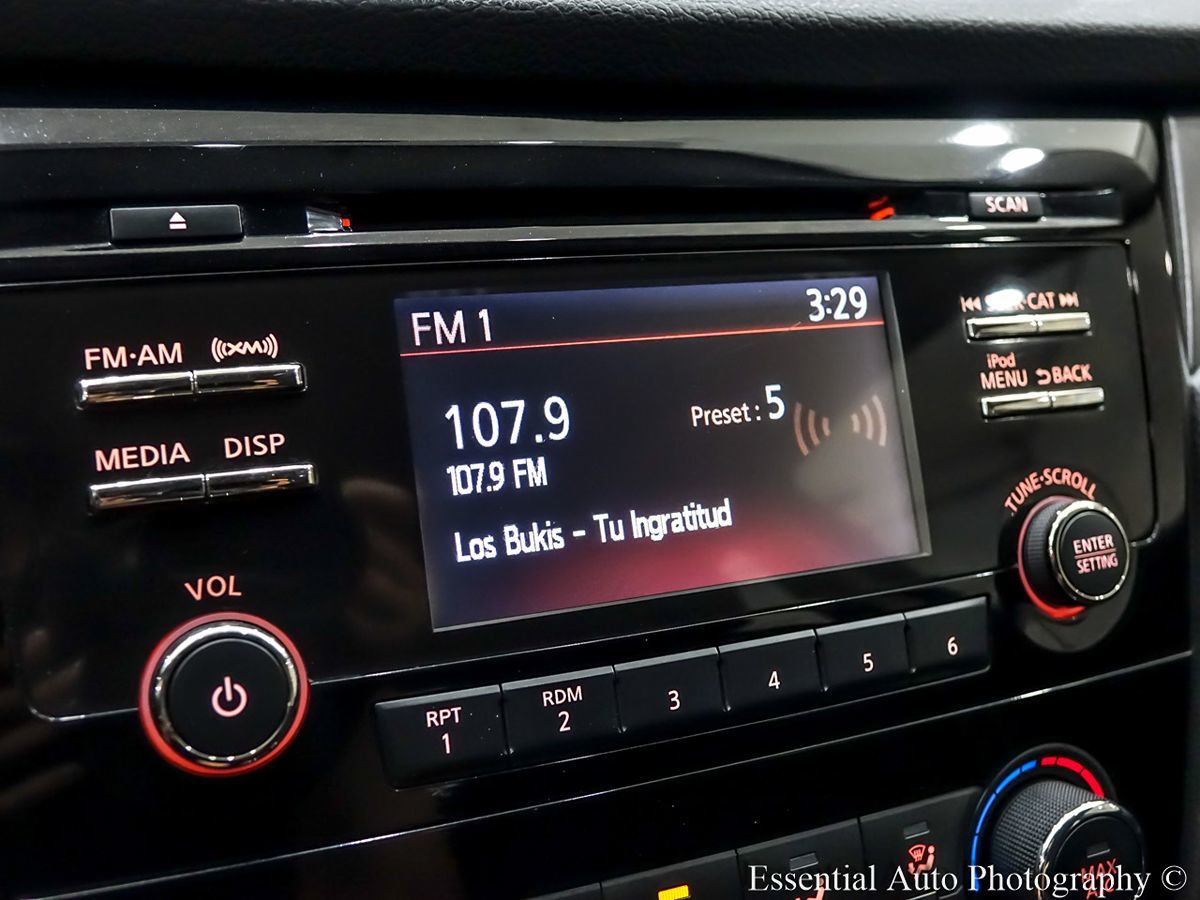 SCAN
FM·AM
XM
MEDIA
DISP
VOL
FM 1
3:29
107.9
Preset: 5
107.9 FM
Los Bukis - Tu Ingratitud
CAT
iPod
MENU
BACK
TUNE·SCROLL
ENTER
SETTING
RPT
1
RDM
2
3
4
5
6
MAX
A/C
Essential Auto Photography ©